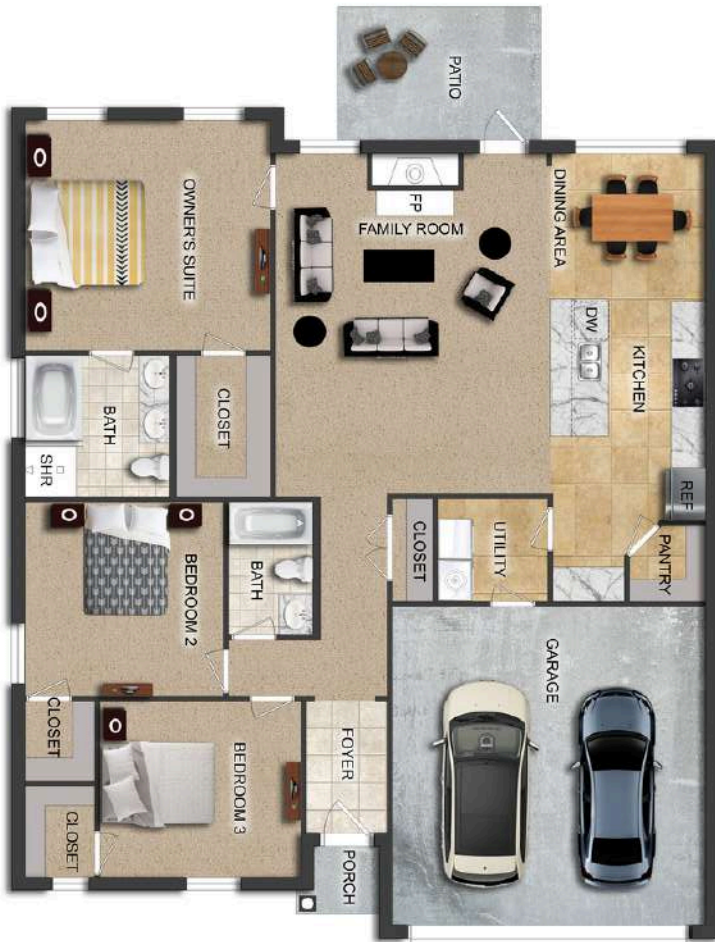 PATIO
OWNER'S SUITE
FP
FAMILY ROOM
DINING AREA
DW
KITCHEN
REF
BATH
SHR
CLOSET
BEDROOM 2
BATH
CLOSET
UTILITY
PANTRY
CLOSET
BEDROOM 3
CLOSET
FOYER
PORCH
GARAGE